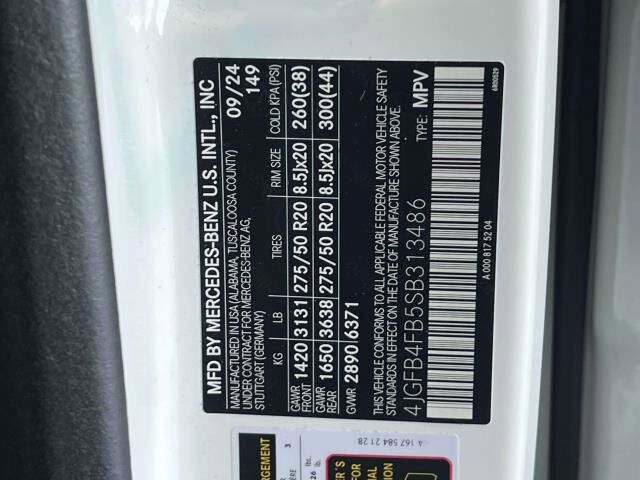 MFD BY MERCEDES-BENZ U.S. INTL., INC
MANUFACTURED IN USA (ALABAMA, TUSCALOOSA COUNTY)
UNDER CONTRACT FOR MERCEDES-BENZ AG,
STUTTGART (GERMANY)
09/24
149
KG LB TIRES RIM SIZE COLD KPA (PSI)
GAWR FRONT 1420 3131 275/50 R20 8.5JX20 260(38)
GAWR REAR 1650 3638 275/50 R20 8.5JX20 300(44)
GVWR 2890 6371
THIS VEHICLE CONFORMS TO ALL APPLICABLE FEDERAL MOTOR VEHICLE SAFETY
STANDARDS IN EFFECT ON THE DATE OF MANUFACTURE SHOWN ABOVE.
4JGFB4FB5SB313486 TYPE: MPV
A 000 817 52 04
6800529
A 167 584 21 28